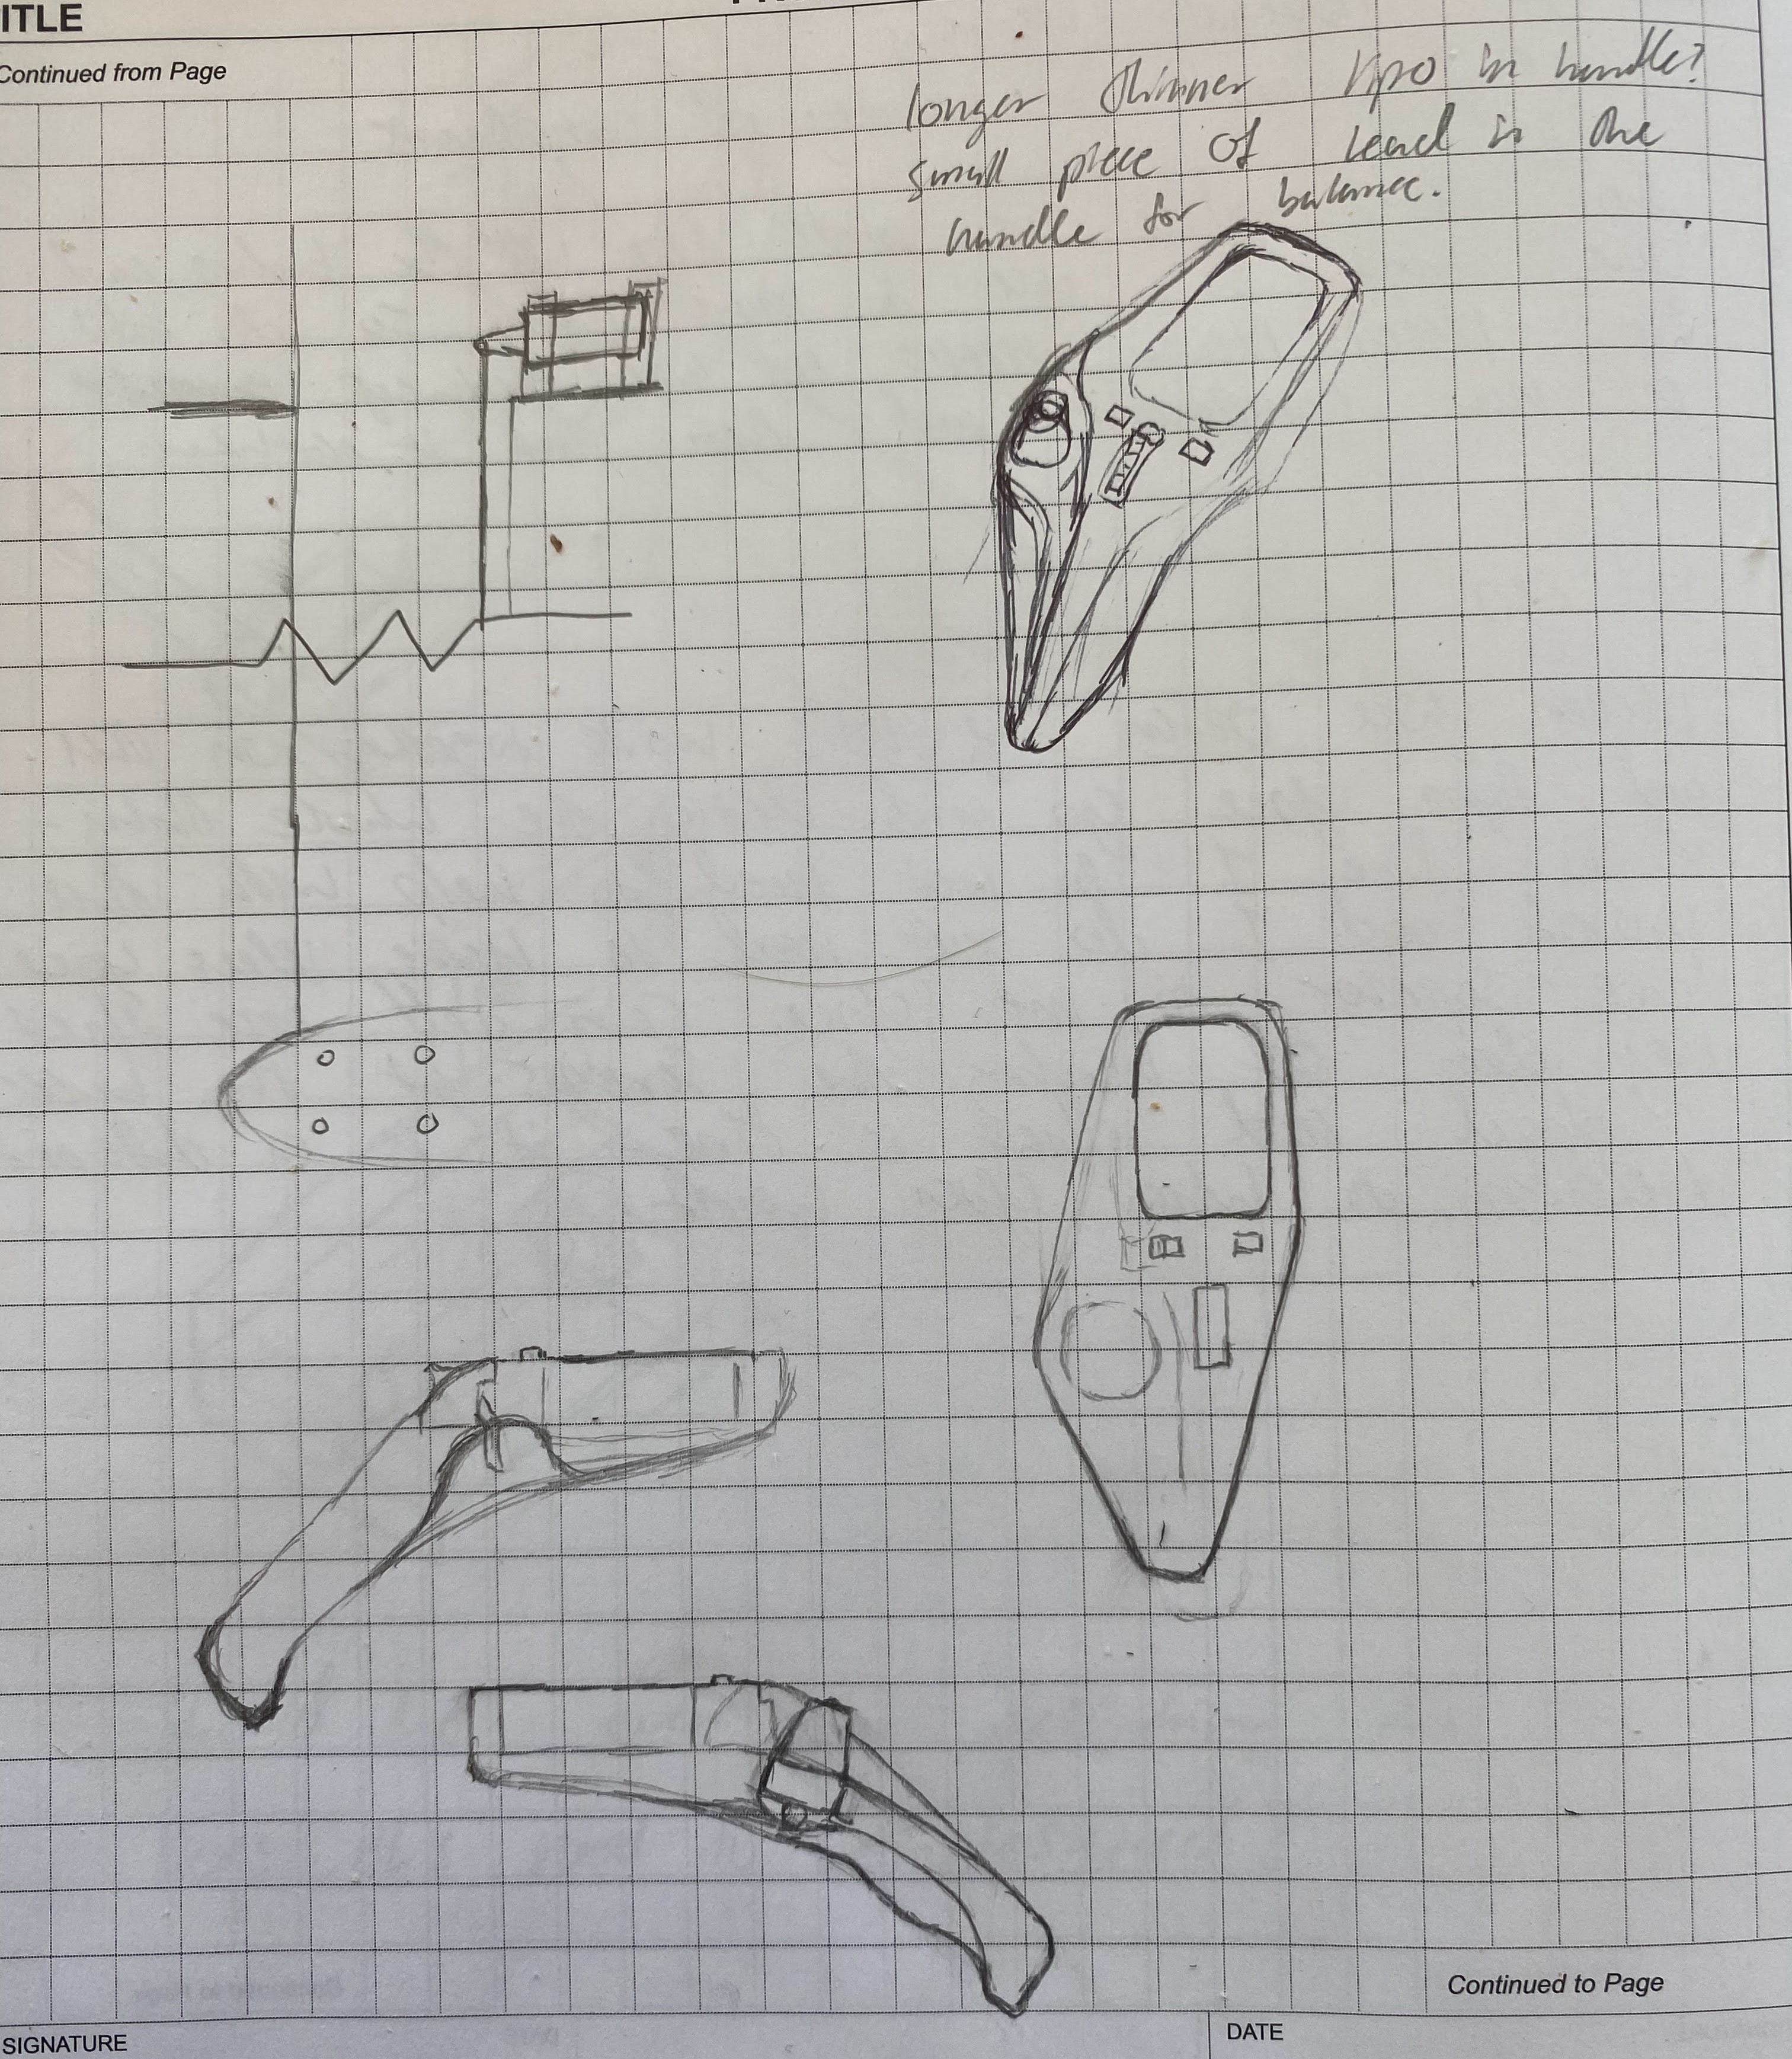 ITLE
Continued from Page
longer thinner in handle?
small piece of lead in the
handle for balance.
Continued to Page
SIGNATURE
DATE